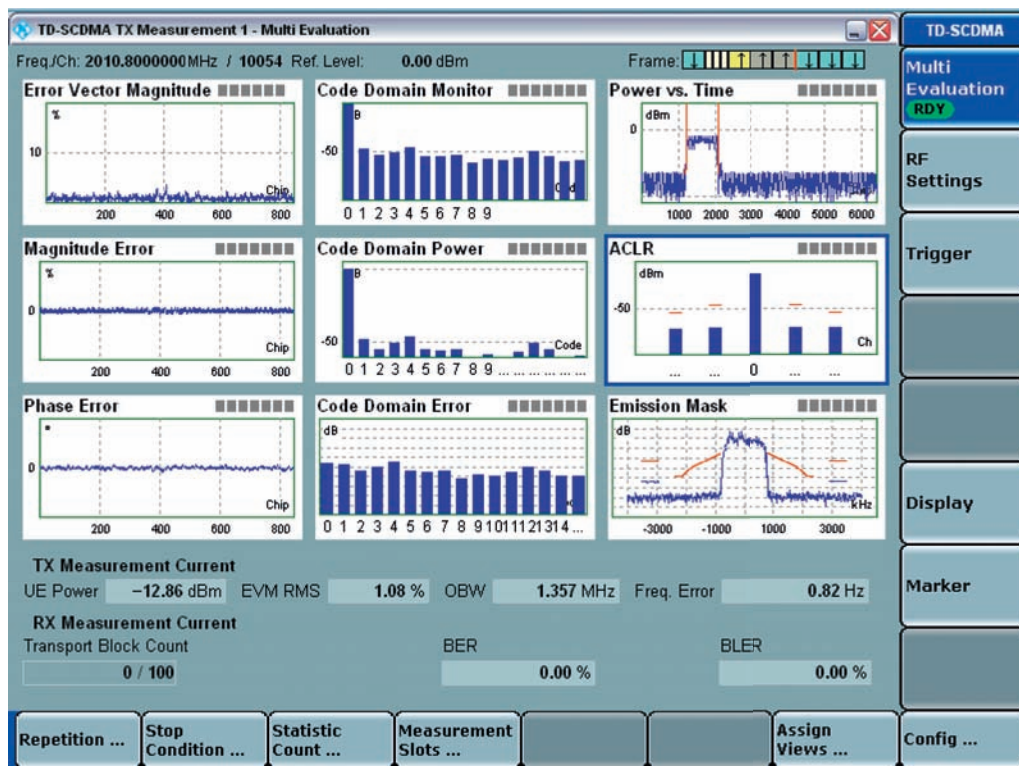 TD-SCDMA TX Measurement 1 - Multi Evaluation
TD-SCDMA
Freq./Ch: 2010.8000000 MHz / 10054 Ref. Level: 0.00 dBm Frame:
Multi
Evaluation
RDY
Error Vector Magnitude
%
10
Chip
200 400 600 800
Code Domain Monitor
B
-50
0 1 2 3 4 5 6 7 8 9
Power vs. Time
dBm
0
1000 2000 3000 4000 5000 6000
RF
Settings
Magnitude Error
%
0
Chip
200 400 600 800
Code Domain Power
B
-50
Code
0 1 2 3 4 5 6 7 8 9 ... ... ... ... ... ...
ACLR
dBm
-50
Ch
... ... 0 ... ...
Trigger
Phase Error
°
0
Chip
200 400 600 800
Code Domain Error
dB
0 1 2 3 4 5 6 7 8 9 1011121314...
Emission Mask
dB
kHz
-3000 -1000 1000 3000
Display
TX Measurement Current
UE Power -12.86 dBm EVM RMS 1.08 % OBW 1.357 MHz Freq. Error 0.82 Hz
Marker
RX Measurement Current
Transport Block Count BER BLER
0 / 100 0.00 % 0.00 %
Repetition ...
Stop
Condition ...
Statistic
Count ...
Measurement
Slots ...
Assign
Views ...
Config ...